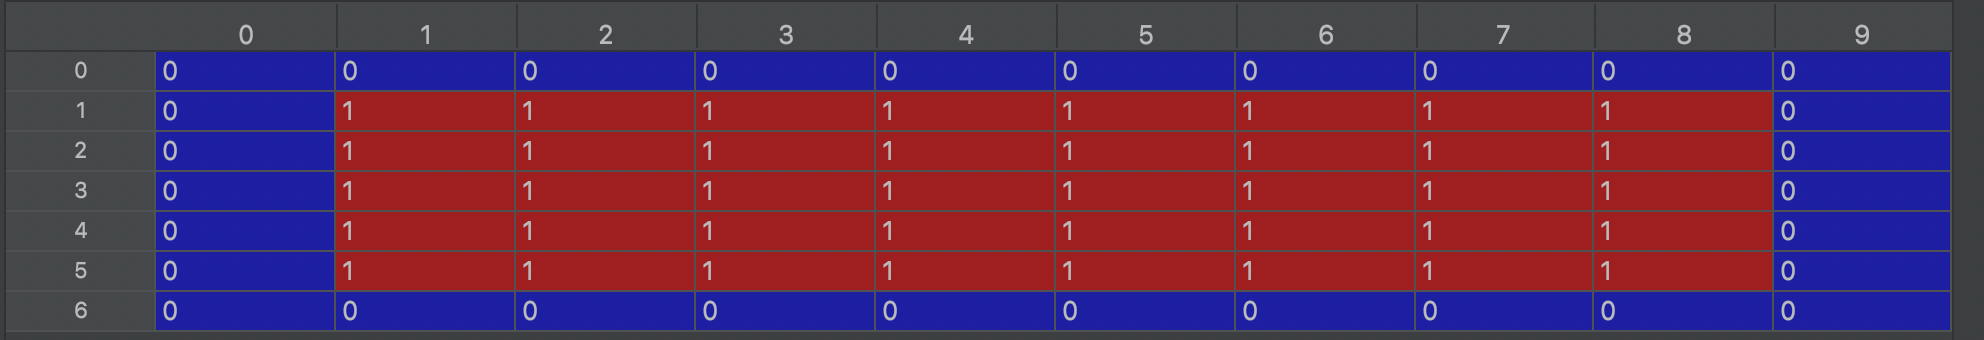 0 1 2 3 4 5 6 7 8 9
0 0 0 0 0 0 0 0 0 0 0
1 0 1 1 1 1 1 1 1 1 0
2 0 1 1 1 1 1 1 1 1 0
3 0 1 1 1 1 1 1 1 1 0
4 0 1 1 1 1 1 1 1 1 0
5 0 1 1 1 1 1 1 1 1 0
6 0 0 0 0 0 0 0 0 0 0